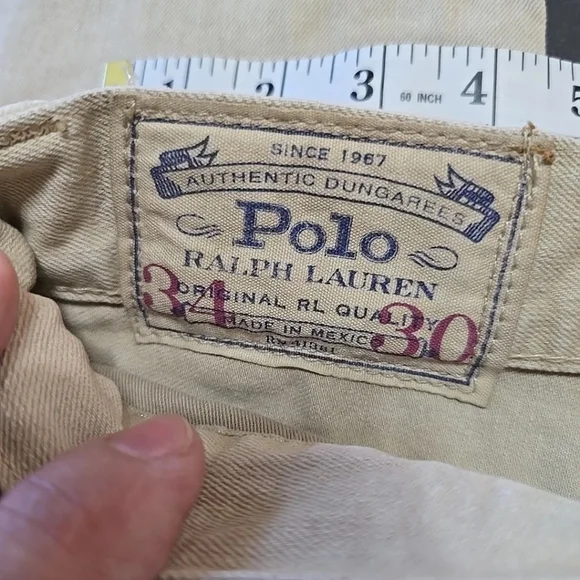 1 2 3 60 INCH 4 5
SINCE 1967
AUTHENTIC DUNGAREES
Polo
RALPH LAUREN
ORIGINAL RL QUALITY
34 30
MADE IN MEXICO